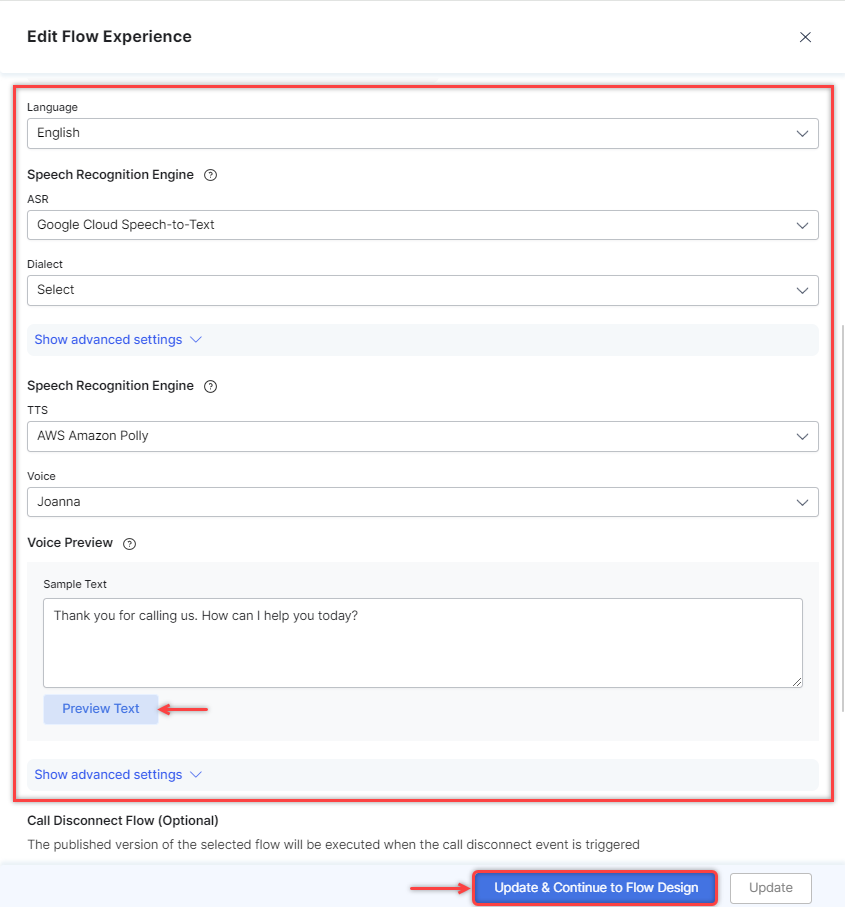 Edit Flow Experience
Language
English
Speech Recognition Engine ?
ASR
Google Cloud Speech-to-Text
Dialect
Select
Show advanced settings
Speech Recognition Engine ?
TTS
AWS Amazon Polly
Voice
Joanna
Voice Preview ?
Sample Text
Thank you for calling us. How can I help you today?
Preview Text
Show advanced settings
Call Disconnect Flow (Optional)
The published version of the selected flow will be executed when the call disconnect event is triggered
Update & Continue to Flow Design
Update